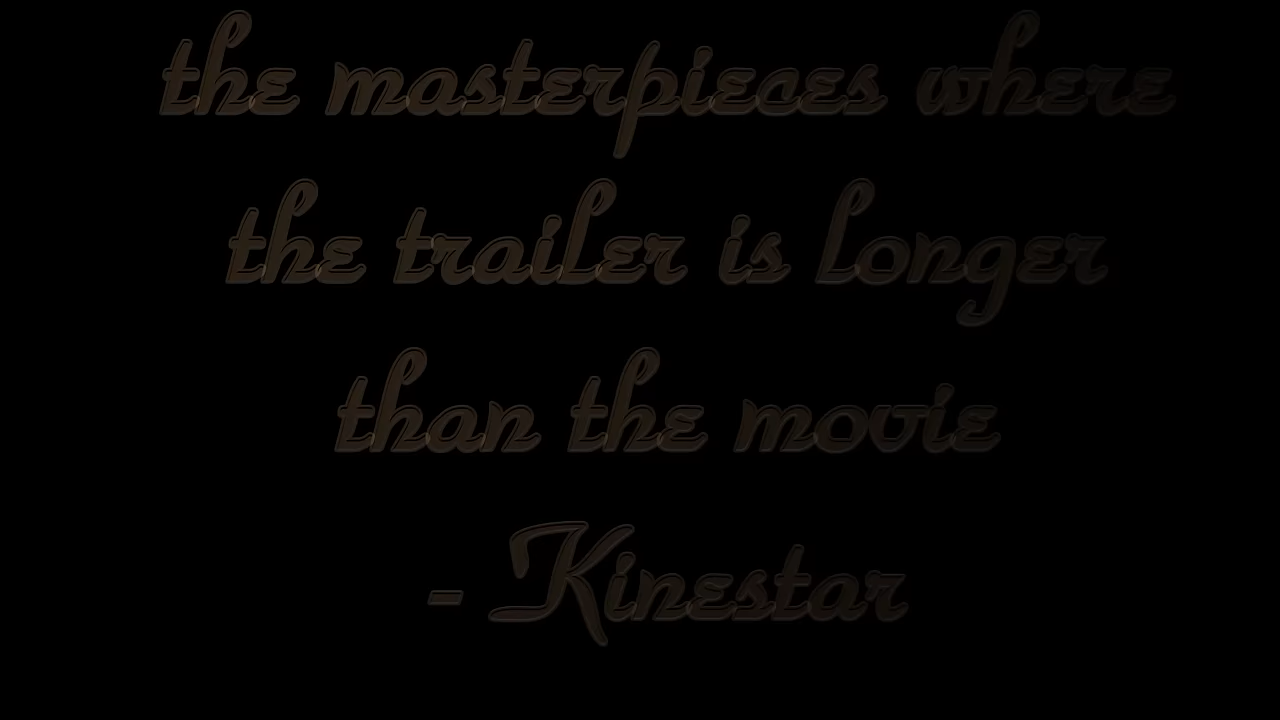 the masterpieces where
the trailer is longer
than the movie
- Kinestar